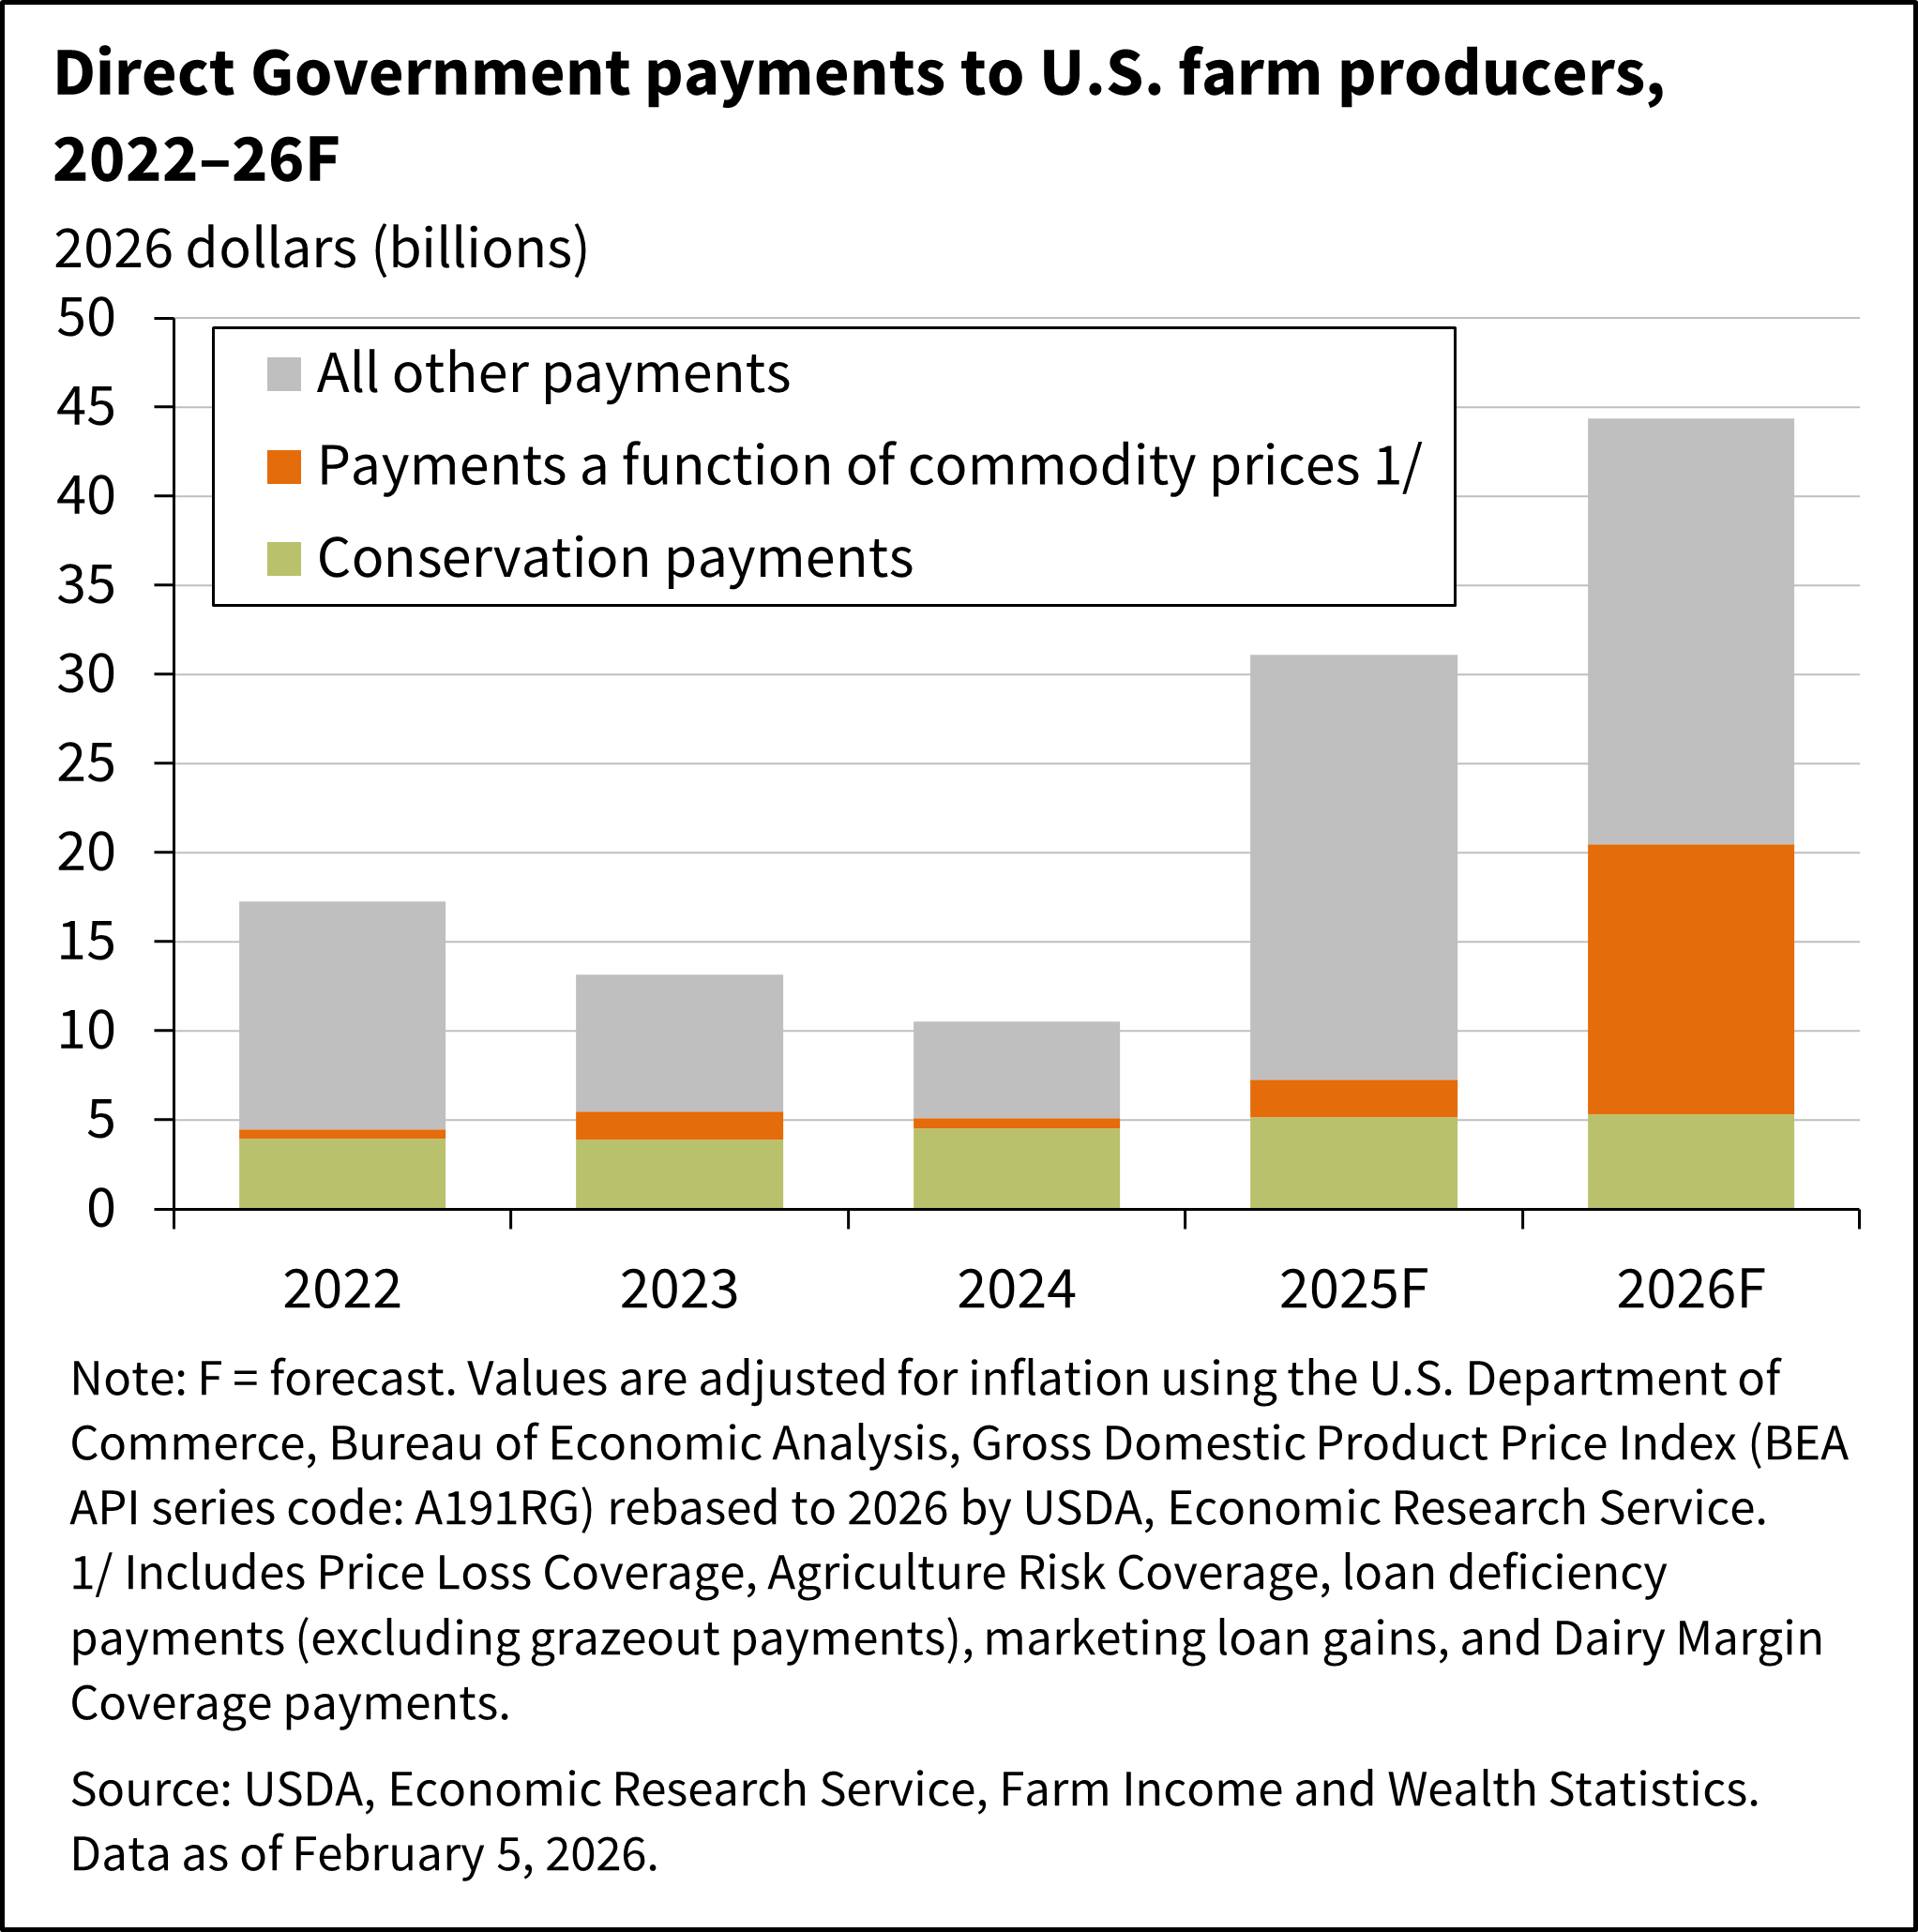 Direct Government payments to U.S. farm producers,
2022–26F
2026 dollars (billions)
50
45
40
35
30
25
20
15
10
5
0
All other payments
Payments a function of commodity prices 1/
Conservation payments
2022 2023 2024 2025F 2026F
Note: F = forecast. Values are adjusted for inflation using the U.S. Department of
Commerce, Bureau of Economic Analysis, Gross Domestic Product Price Index (BEA
API series code: A191RG) rebased to 2026 by USDA, Economic Research Service.
1/ Includes Price Loss Coverage, Agriculture Risk Coverage, loan deficiency
payments (excluding grazeout payments), marketing loan gains, and Dairy Margin
Coverage payments.
Source: USDA, Economic Research Service, Farm Income and Wealth Statistics.
Data as of February 5, 2026.